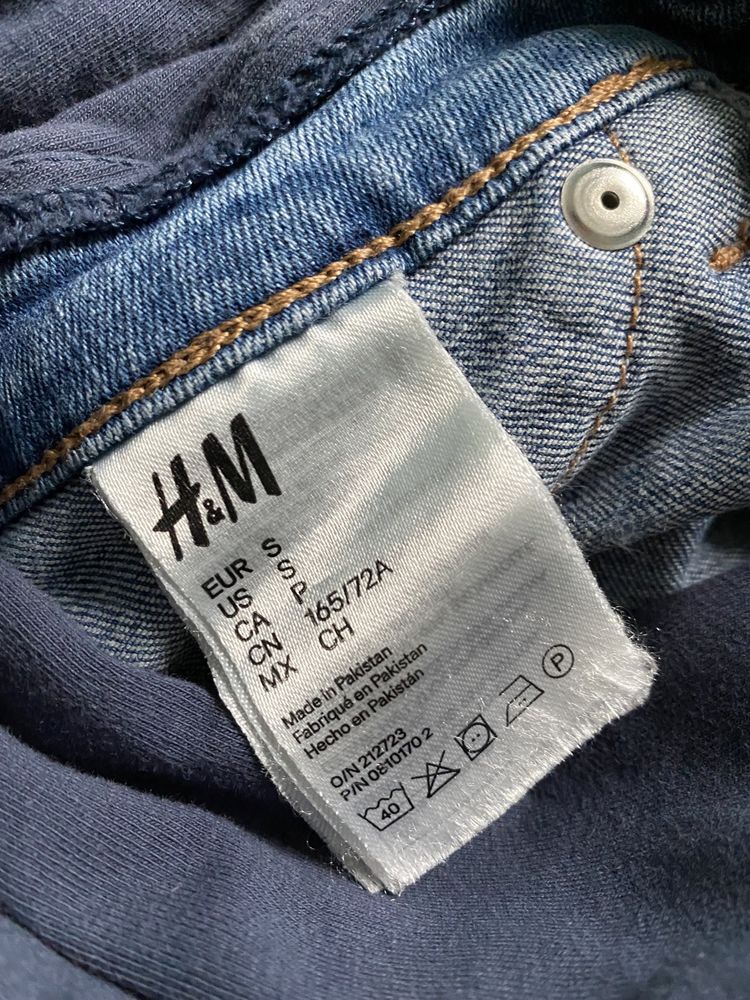 H&M
EUR S
US S
CA P
CN 165/72A
MX CH
Made in Pakistan
Fabriqué en Pakistan
Hecho en Pakistán
O/N 212723
P/N 0810170 2
40
P